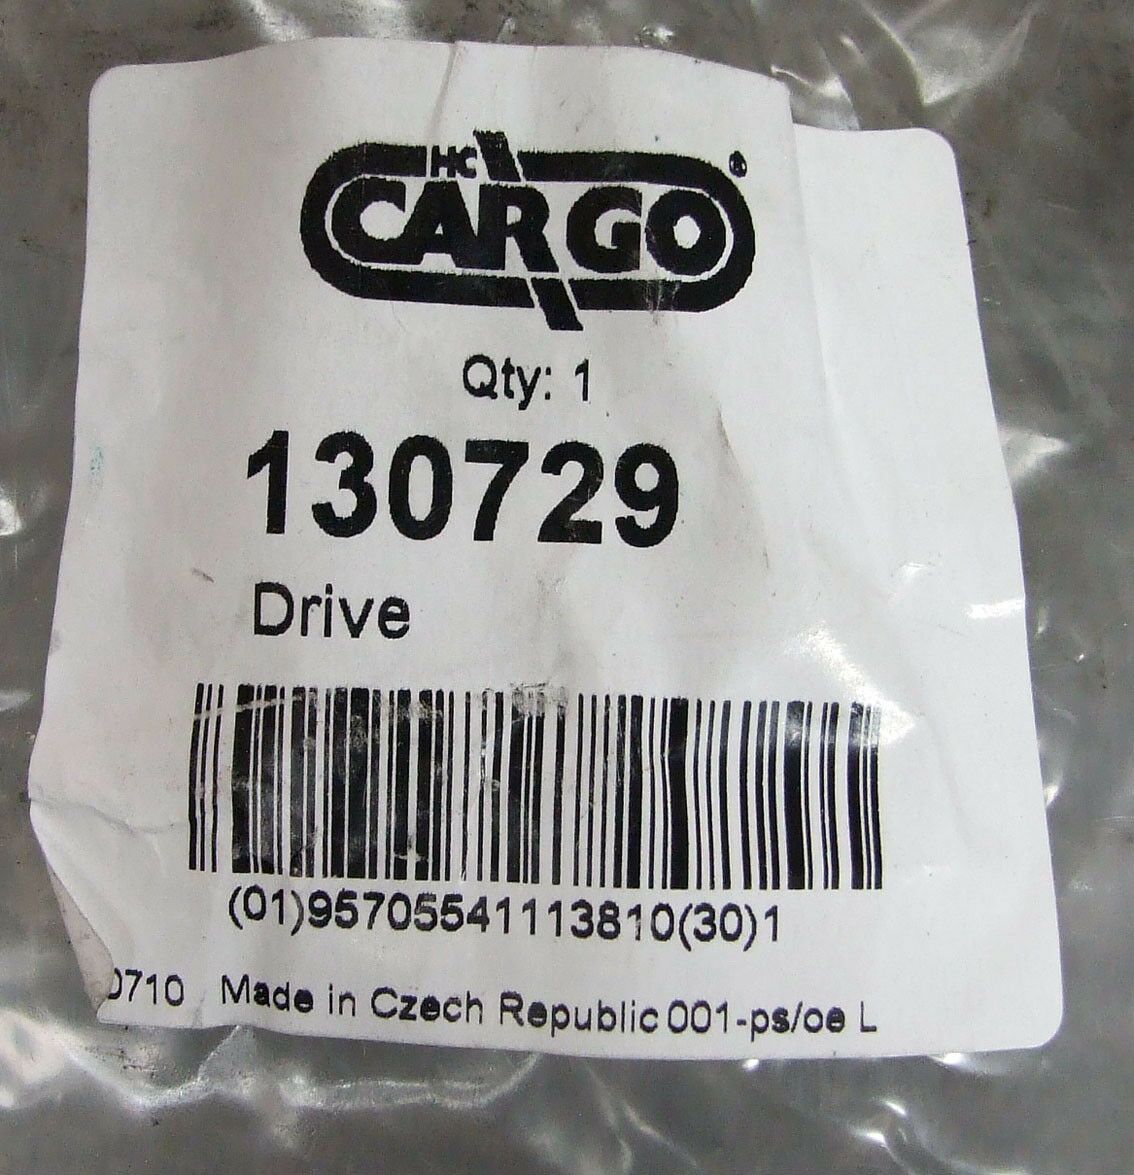 HC
CARGO®
Qty: 1
130729
Drive
(01)95705541113810(30)1
0710 Made in Czech Republic 001-ps/oe L